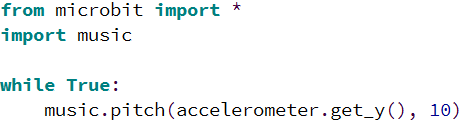 from microbit import *
import music

while True:
    music.pitch(accelerometer.get_y(), 10)